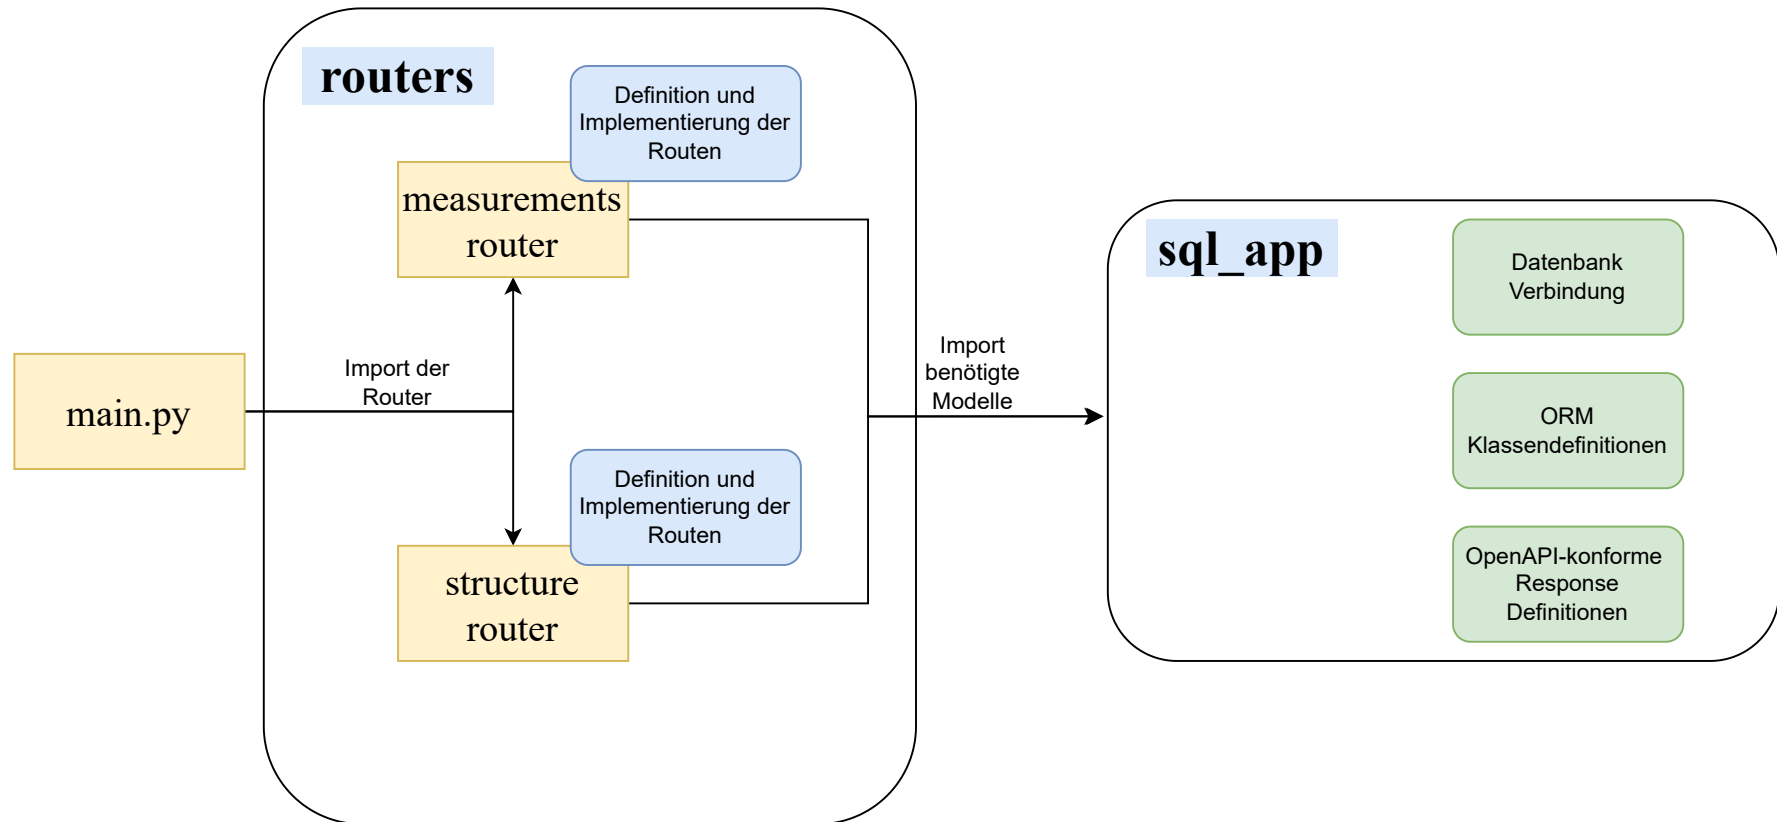 routers
Definition und
Implementierung der
Routen
measurements
router
main.py
Import der
Router
Definition und
Implementierung der
Routen
structure
router
Import
benötigte
Modelle
sql_app
Datenbank
Verbindung
ORM
Klassendefinitionen
OpenAPI-konforme
Response
Definitionen